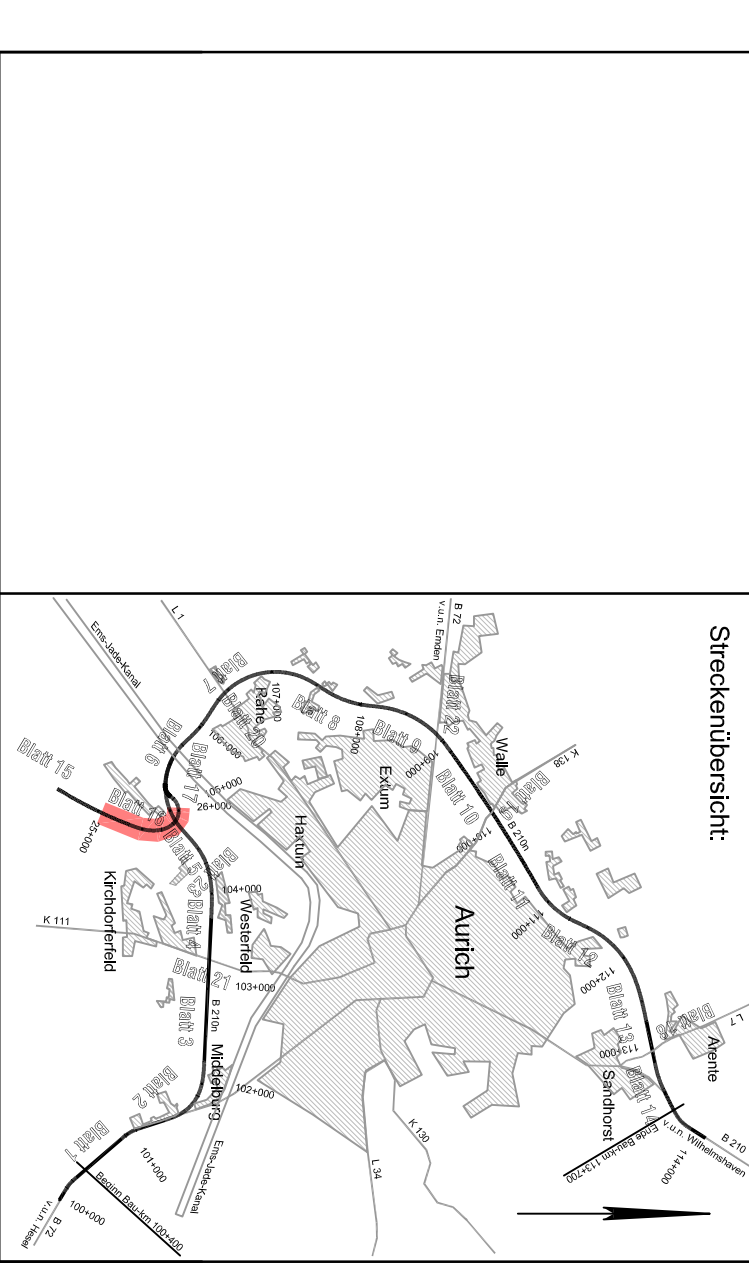 Streckenübersicht:
B 72
v.u.n. Emden
L 1
Ems-Jade-Kanal
Blatt 7
Rahe
107+000
Blatt 8
Blatt 20
106+000
108+000
Blatt 9
Blatt 22
109+000
Walle
K 138
Blatt 10
Extum
B 210n
110+000
Blatt 11
111+000
Blatt 12
112+000
Blatt 13
113+000
L 7
Arente
Sandhorst
Blatt 14
Ende Bau-km 113+700
v.u.n. Wilhelmshaven
B 210
114+000
Aurich
Haxtum
Blatt 6
Blatt 17
105+000
26+000
Blatt 15
Blatt 16
25+000
Blatt 5
104+000
Westerfeld
Kirchdorferfeld
Blatt 4
K 111
Blatt 21
103+000
B 210n
Blatt 3
Middelburg
102+000
Blatt 2
Ems-Jade-Kanal
Blatt 1
101+000
Beginn Bau-km 100+400
100+000
B 72
v.u.n. Hesel
K 130
L 34